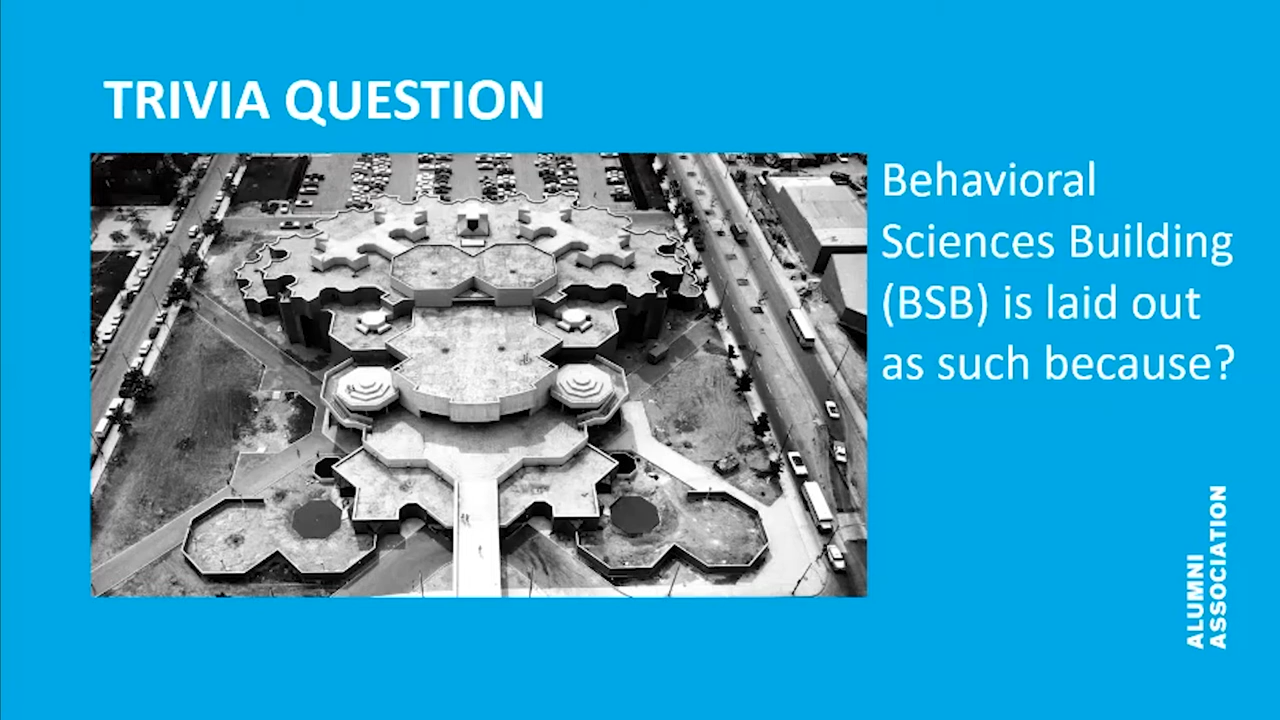 TRIVIA QUESTION
Behavioral
Sciences Building
(BSB) is laid out
as such because?
ALUMNI
ASSOCIATION